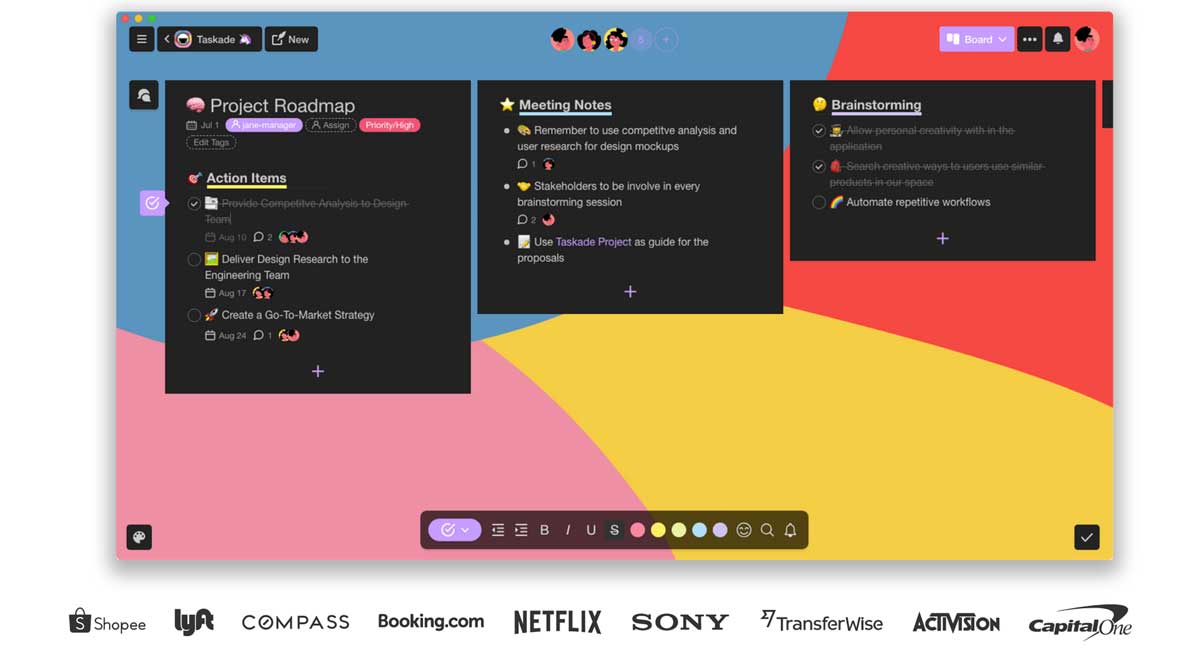 Taskade
New
5
+
Board
Project Roadmap
Jul 1
jane-manager
Assign
Priority/High
Edit Tags
Action Items
Provide Competitve Analysis to Design
Team
Aug 10
2
Deliver Design Research to the
Engineering Team
Aug 17
Create a Go-To-Market Strategy
Aug 24
1
+
Meeting Notes
Remember to use competitve analysis and
user research for design mockups
1
Stakeholders to be involve in every
brainstorming session
2
Use Taskade Project as guide for the
proposals
+
Brainstorming
Allow personal creativity with in the
application
Search creative ways to users use similar
products in our space
Automate repetitive workflows
+
B I U S
Shopee
lyft
COMPASS
Booking.com
NETFLIX
SONY
TransferWise
ACTIVISION
Capital One